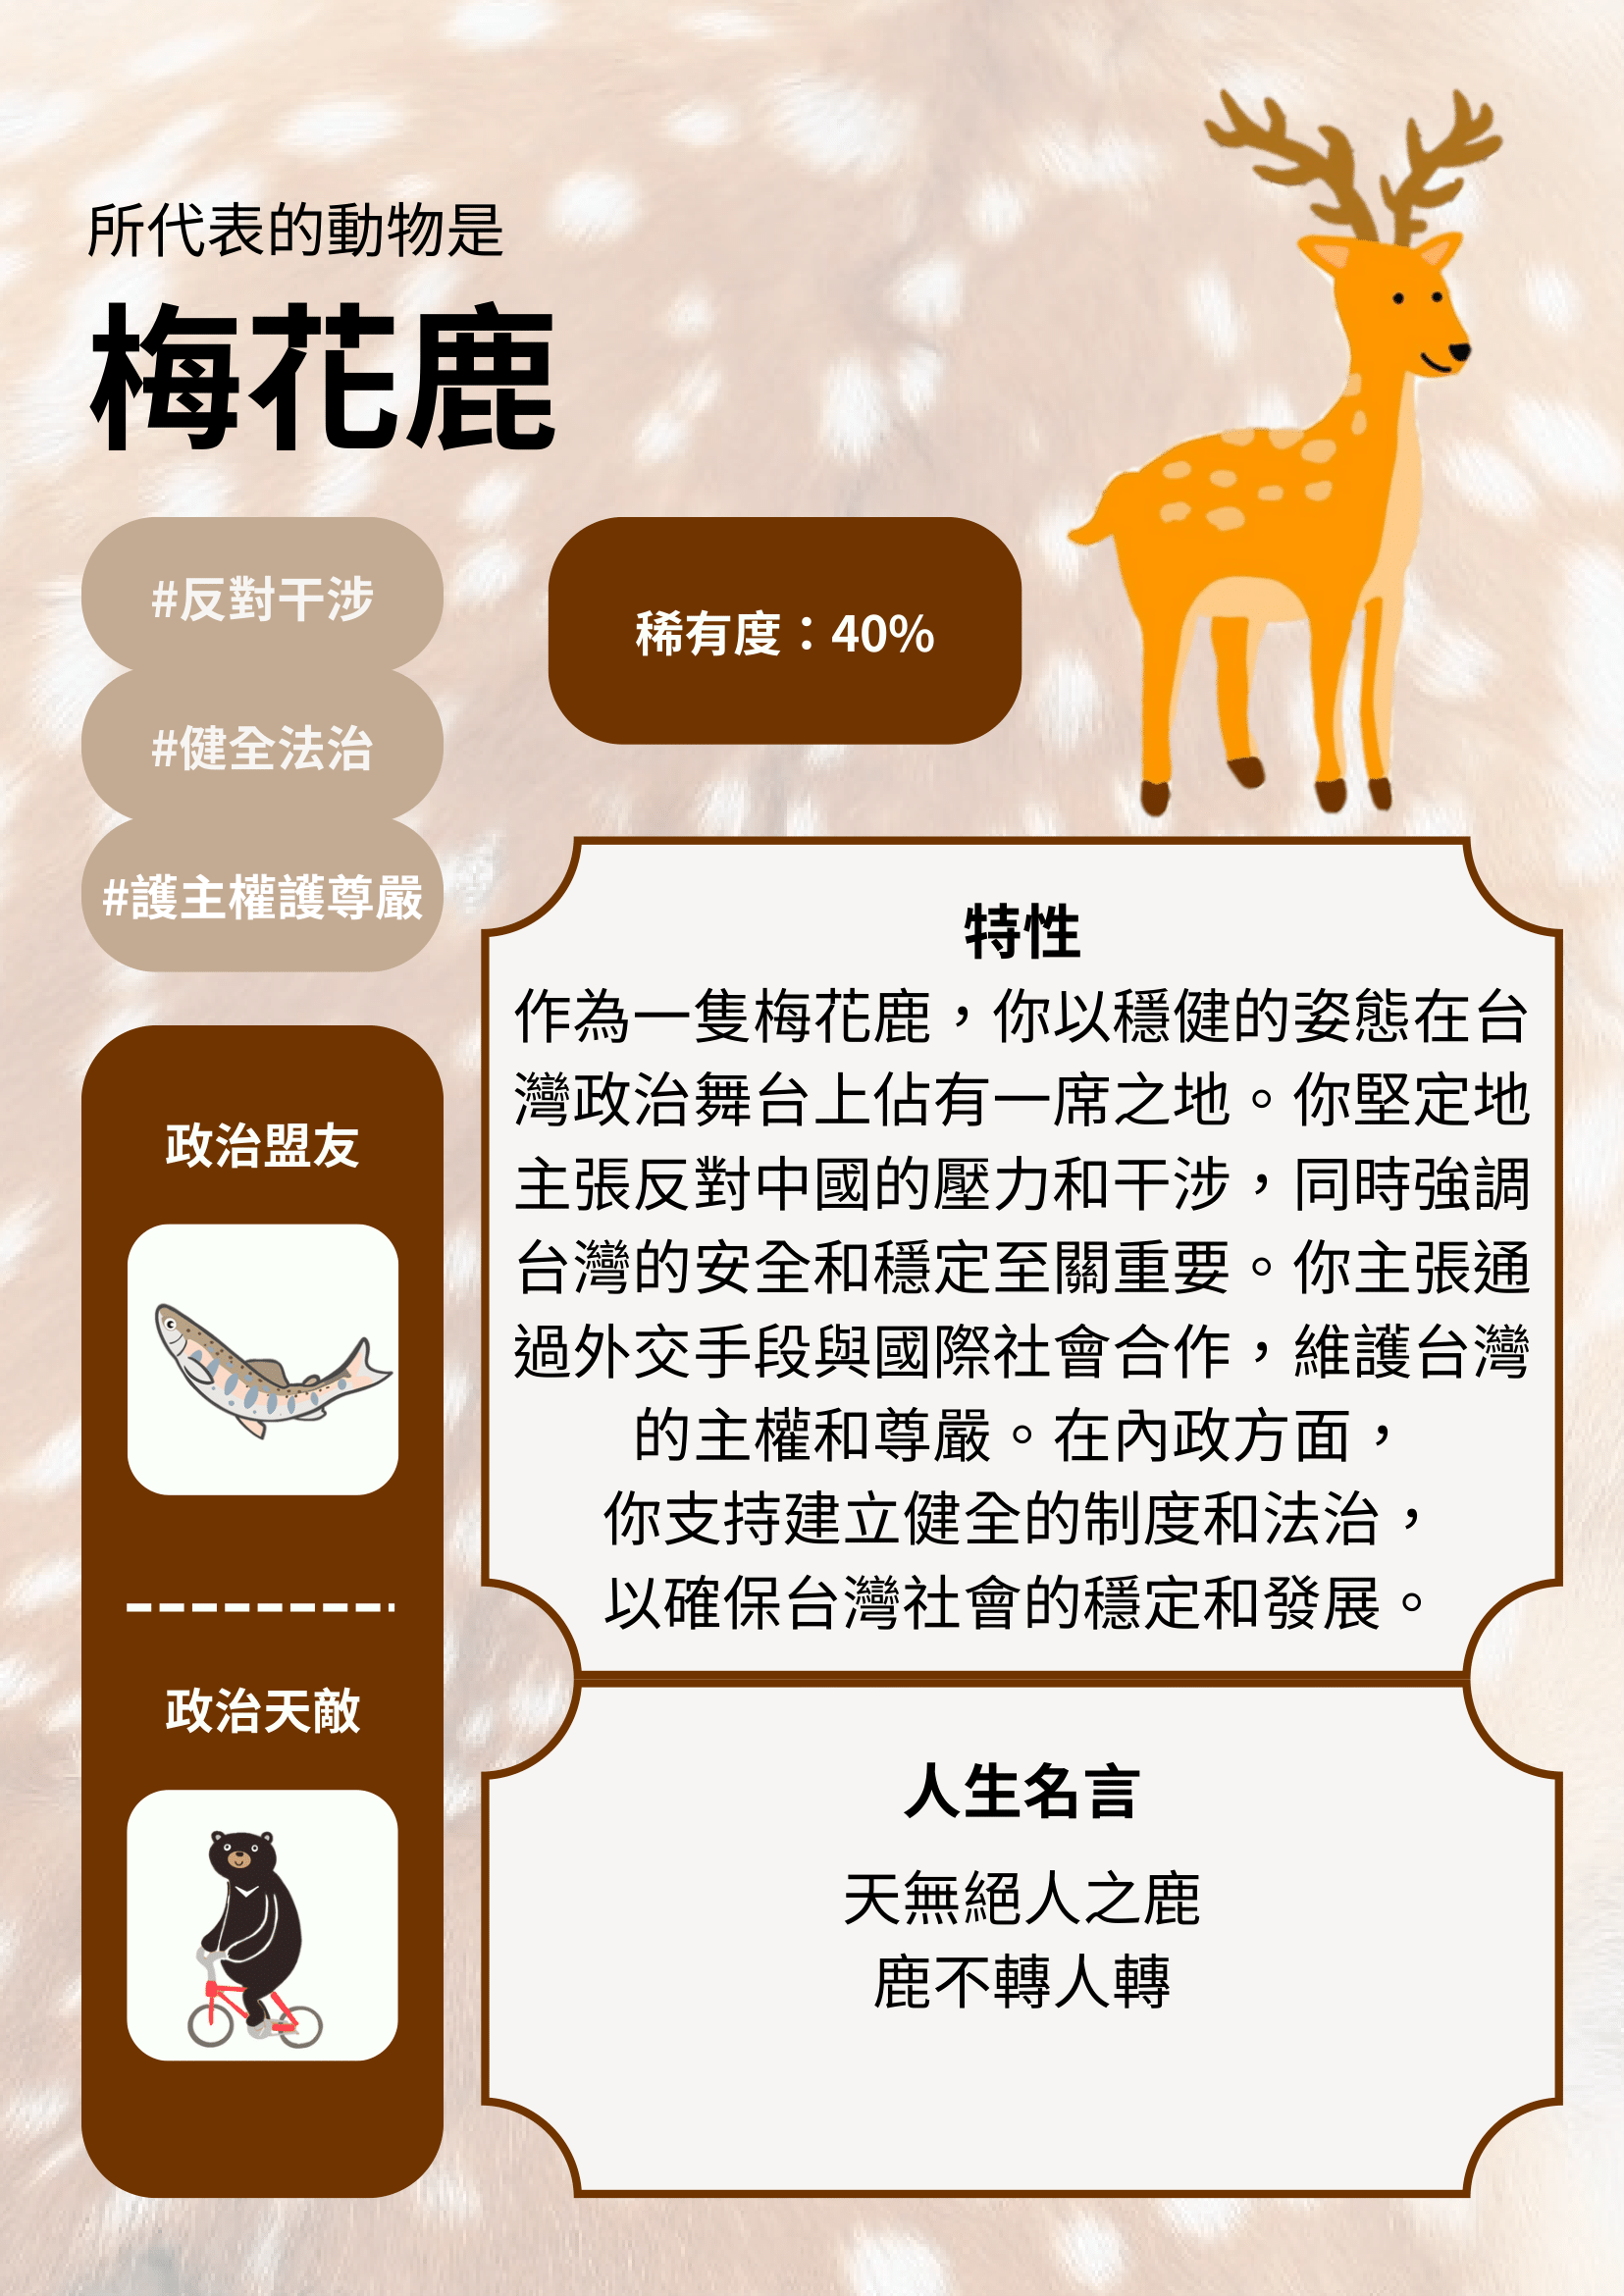 所代表的動物是
梅花鹿
#反對干涉
#健全法治
#護主權護尊嚴
稀有度：40%
特性
作為一隻梅花鹿，你以穩健的姿態在台
灣政治舞台上佔有一席之地。你堅定地
主張反對中國的壓力和干涉，同時強調
台灣的安全和穩定至關重要。你主張通
過外交手段與國際社會合作，維護台灣
的主權和尊嚴。在內政方面，
你支持建立健全的制度和法治，
以確保台灣社會的穩定和發展。
政治盟友
政治天敵
人生名言
天無絕人之鹿
鹿不轉人轉